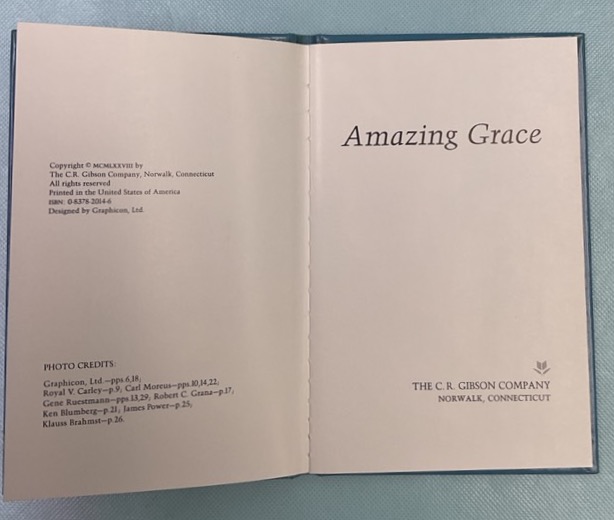 Copyright © MCMLXXVIII by
The C.R. Gibson Company, Norwalk, Connecticut
All rights reserved
Printed in the United States of America
ISBN: 0-8378-2014-6
Designed by Graphicon, Ltd.
PHOTO CREDITS:
Graphicon, Ltd.—pps.6,18;
Royal V. Carley—p.9; Carl Moreus—pps.10,14,22;
Gene Ruestmann—pps.13,29; Robert C. Grana—p.17;
Ken Blumberg—p.21; James Power—p.25;
Klauss Brahmst—p.26.
Amazing Grace
THE C. R. GIBSON COMPANY
NORWALK, CONNECTICUT